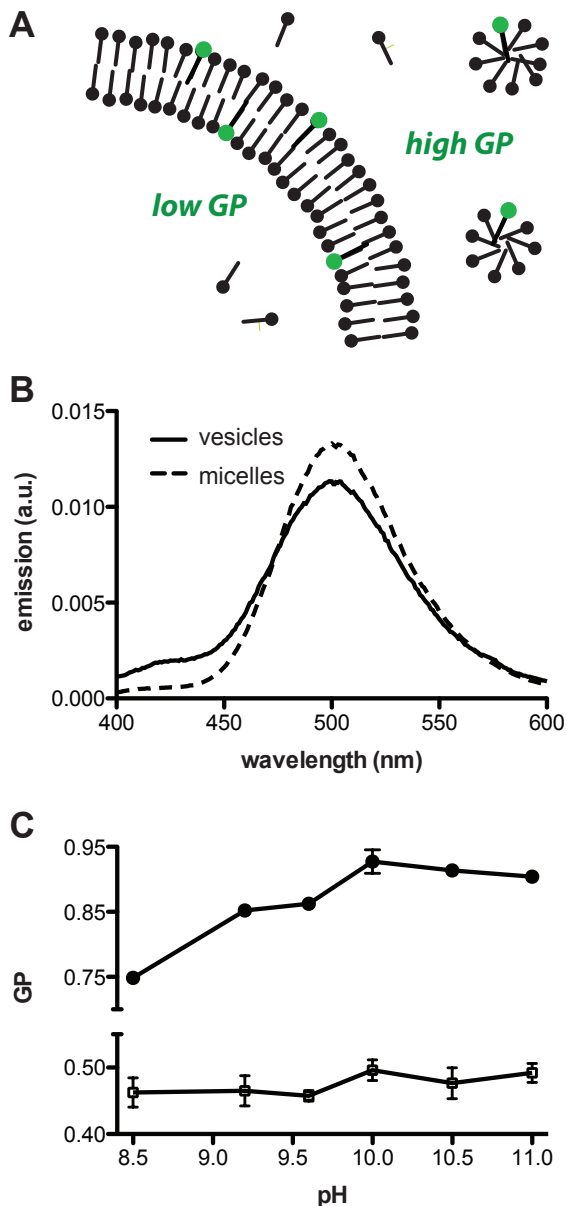 A
high GP
low GP
B
0.015
0.010
0.005
0.000
emission (a.u.)
vesicles
micelles
400 450 500 550 600
wavelength (nm)
C
0.95
0.85
0.75
0.50
0.40
GP
8.5 9.0 9.5 10.0 10.5 11.0
pH